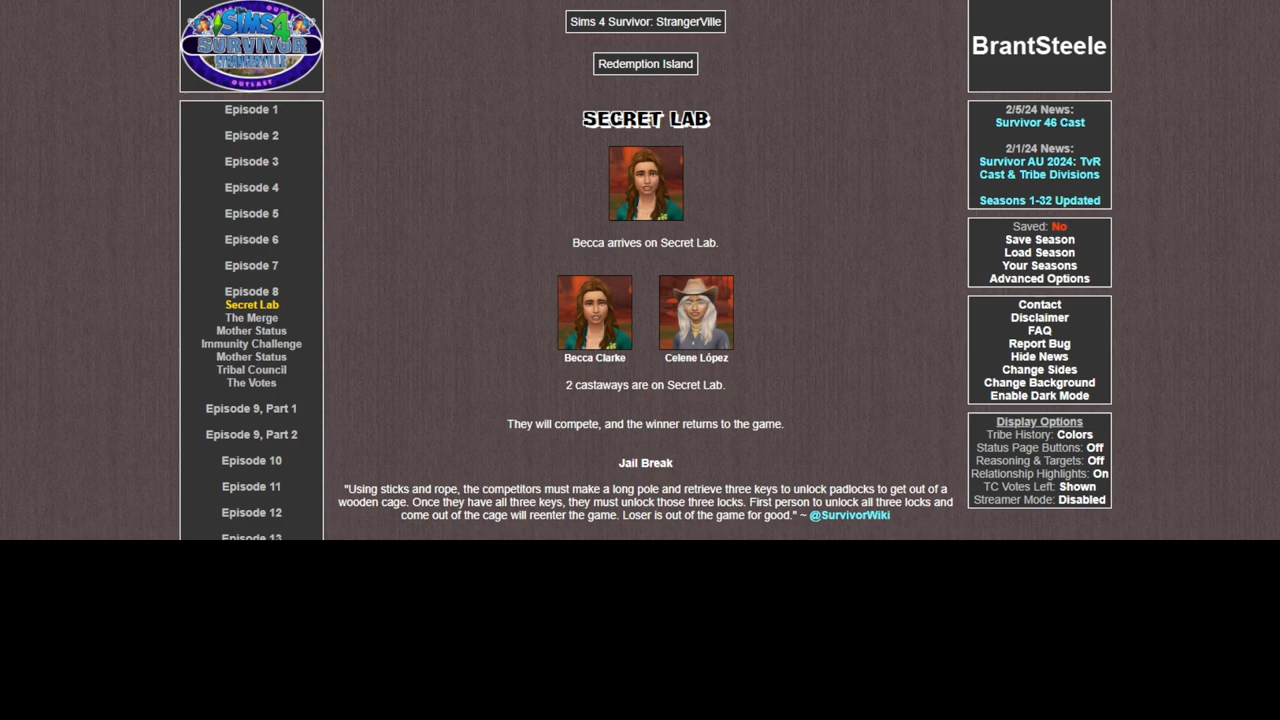 SIMS 4
SURVIVOR
STRANGERVILLE
OUTLAST
Episode 1
Episode 2
Episode 3
Episode 4
Episode 5
Episode 6
Episode 7
Episode 8
Secret Lab
The Merge
Mother Status
Immunity Challenge
Mother Status
Tribal Council
The Votes
Episode 9, Part 1
Episode 9, Part 2
Episode 10
Episode 11
Episode 12
Episode 13
Sims 4 Survivor: StrangerVille
Redemption Island
SECRET LAB
Becca arrives on Secret Lab.
Becca Clarke
Celene López
2 castaways are on Secret Lab.
They will compete, and the winner returns to the game.
Jail Break
"Using sticks and rope, the competitors must make a long pole and retrieve three keys to unlock padlocks to get out of a
wooden cage. Once they have all three keys, they must unlock those three locks. First person to unlock all three locks and
come out of the cage will reenter the game. Loser is out of the game for good." ~ @SurvivorWiki
BrantSteele
2/5/24 News:
Survivor 46 Cast
2/1/24 News:
Survivor AU 2024: TvR
Cast & Tribe Divisions
Seasons 1-32 Updated
Saved: No
Save Season
Load Season
Your Seasons
Advanced Options
Contact
Disclaimer
FAQ
Report Bug
Hide News
Change Sides
Change Background
Enable Dark Mode
Display Options
Tribe History: Colors
Status Page Buttons: Off
Reasoning & Targets: Off
Relationship Highlights: On
TC Votes Left: Shown
Streamer Mode: Disabled